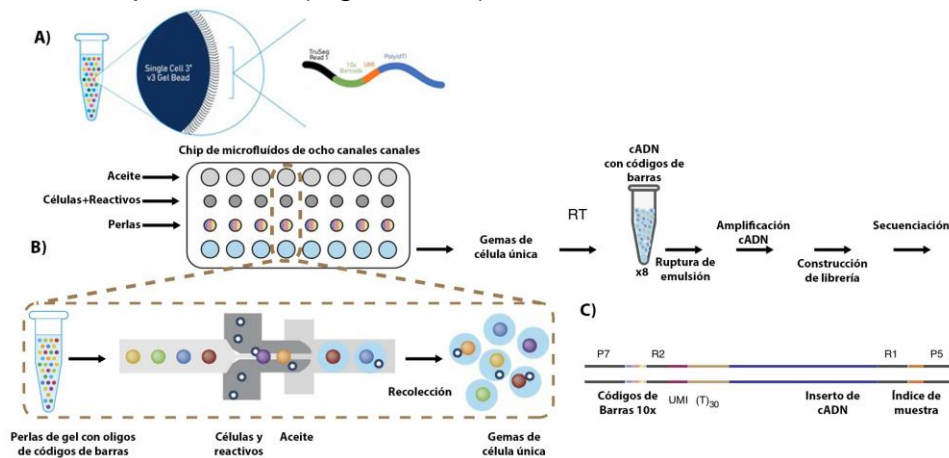 A)
Single Cell 3'
v3 Gel Bead
TruSeq
Read 1
10x
Barcode
UMI
Poly(dT)
Chip de microfluídos de ocho canales canales
Aceite
Células+Reactivos
Perlas
B)
Gemas de
célula única
RT
cADN
con códigos de
barras
x8
Ruptura de
emulsión
Amplificación
cADN
Construcción
de librería
Secuenciación
Perlas de gel con oligos
de códigos de barras
Células y
reactivos
Aceite
Recolección
Gemas de
célula única
C)
P7
R2
R1
P5
Códigos de
Barras 10x
UMI
(T)30
Inserto de
cADN
Índice de
muestra